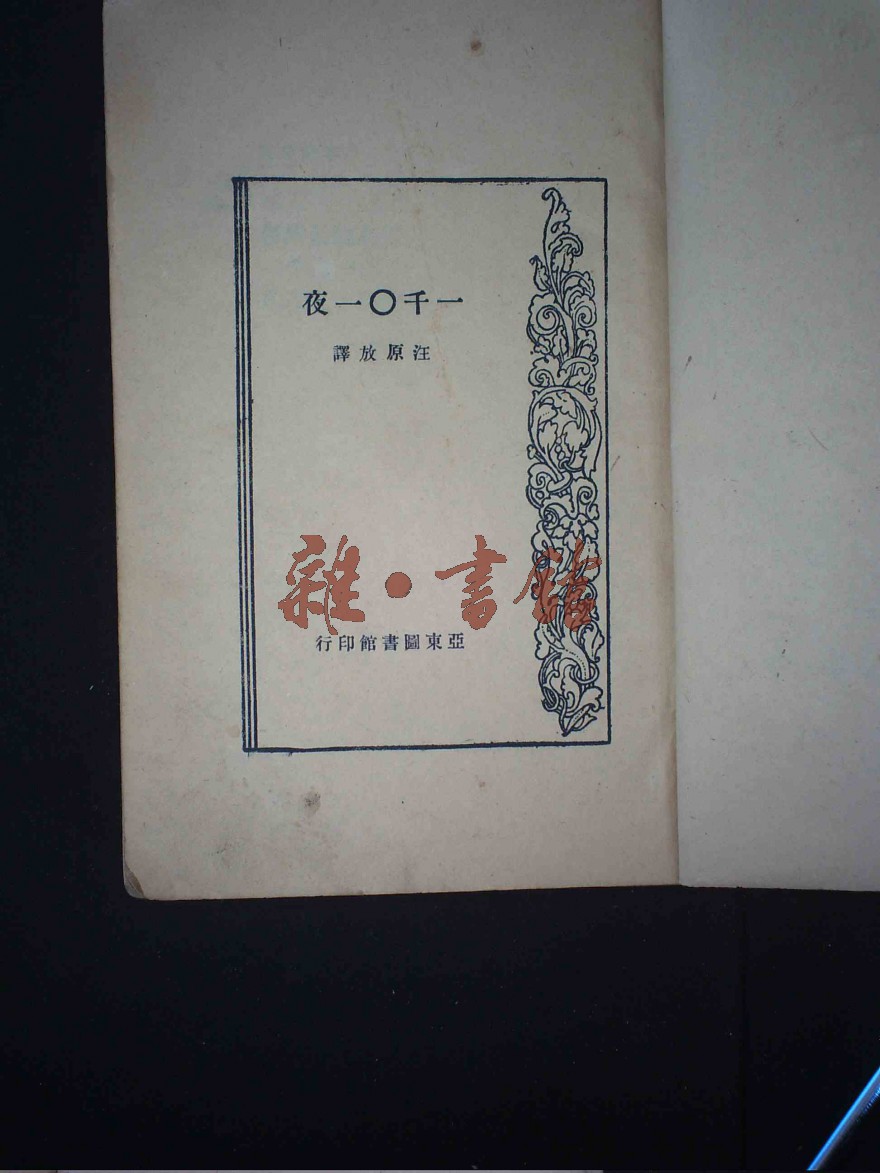 一千〇一夜
汪原放譯
雜·書館
亞東圖書館印行